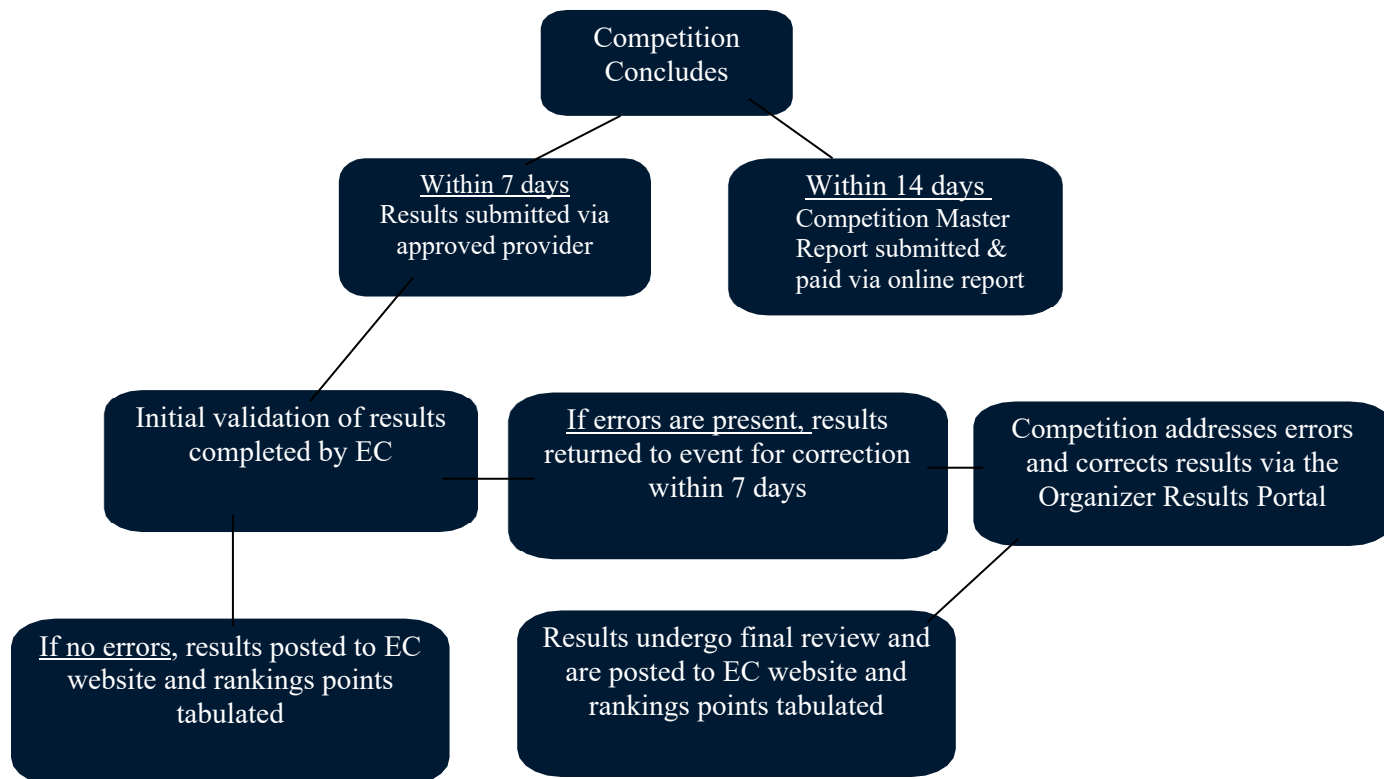 Competition
Concludes
Within 7 days
Results submitted via
approved provider
Within 14 days
Competition Master
Report submitted &
paid via online report
Initial validation of results
completed by EC
If errors are present, results
returned to event for correction
within 7 days
Competition addresses errors
and corrects results via the
Organizer Results Portal
If no errors, results posted to EC
website and rankings points
tabulated
Results undergo final review and
are posted to EC website and
rankings points tabulated